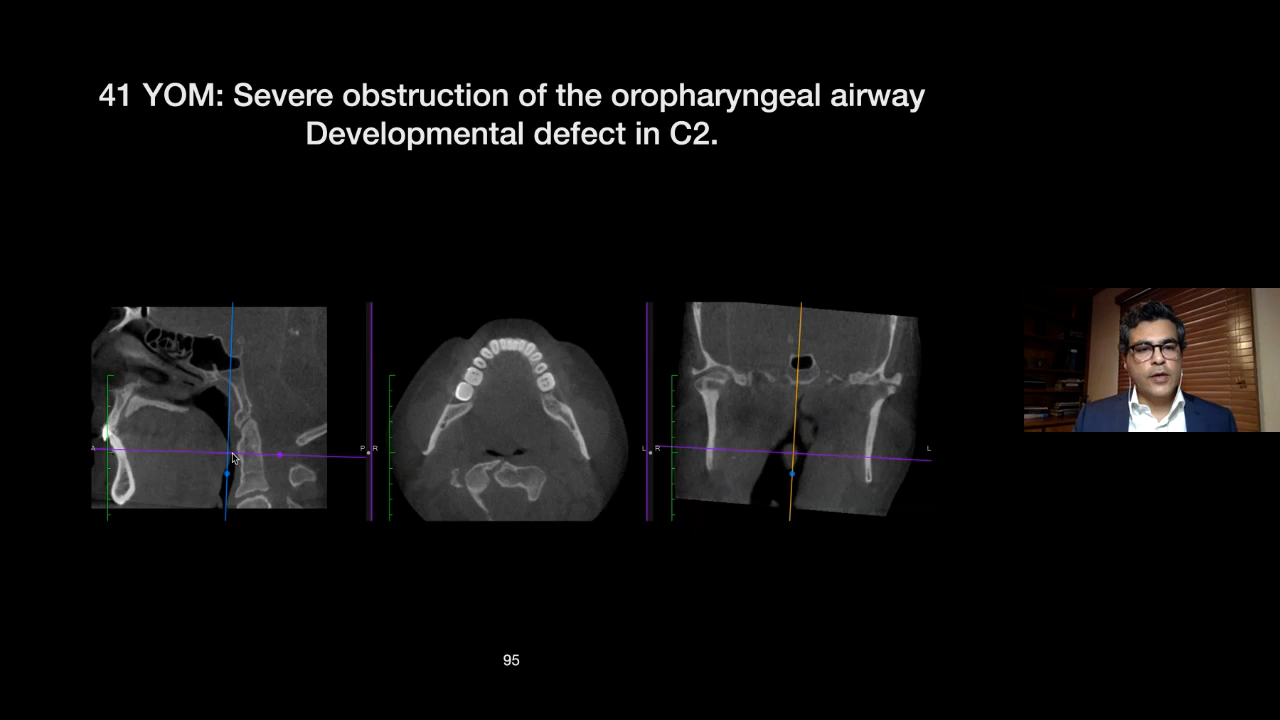 41 YOM: Severe obstruction of the oropharyngeal airway
Developmental defect in C2.
A
P
R
L
R
L
95